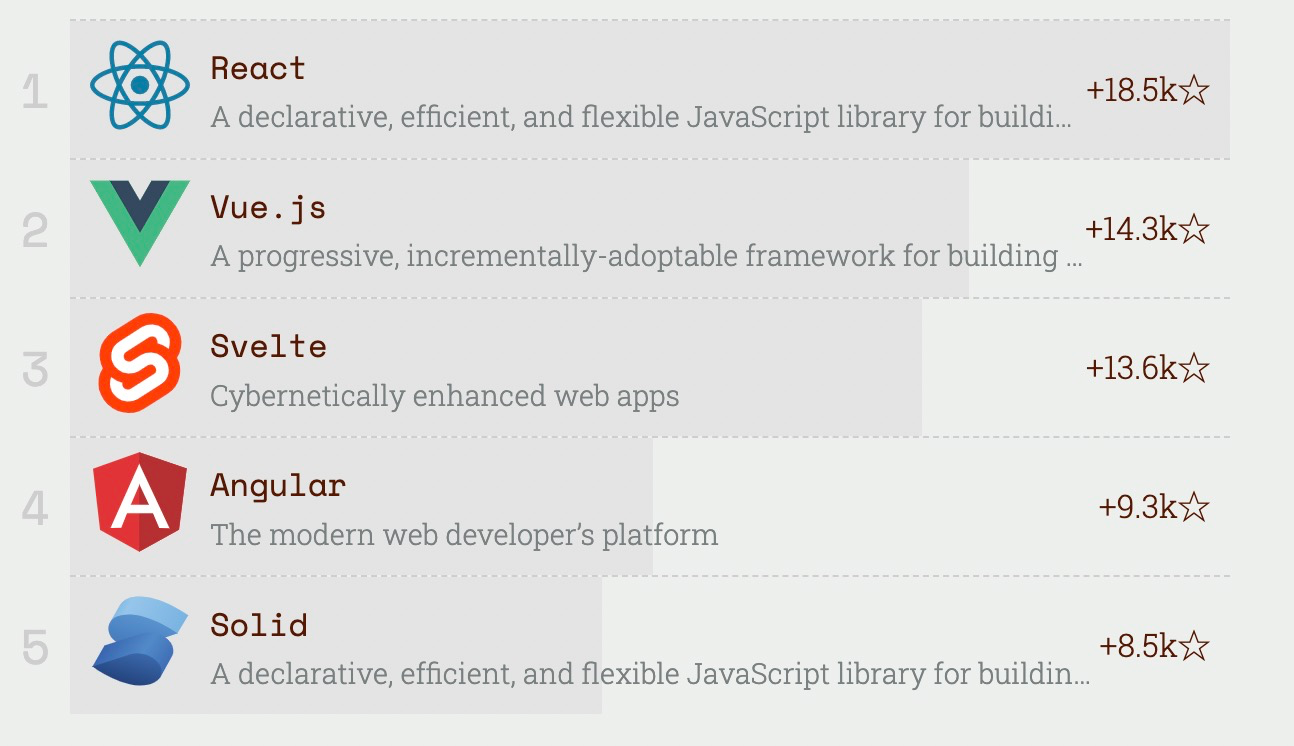 1
React
A declarative, efficient, and flexible JavaScript library for buildi…
+18.5k☆
2
Vue.js
A progressive, incrementally-adoptable framework for building …
+14.3k☆
3
Svelte
Cybernetically enhanced web apps
+13.6k☆
4
Angular
The modern web developer’s platform
+9.3k☆
5
Solid
A declarative, efficient, and flexible JavaScript library for buildin…
+8.5k☆